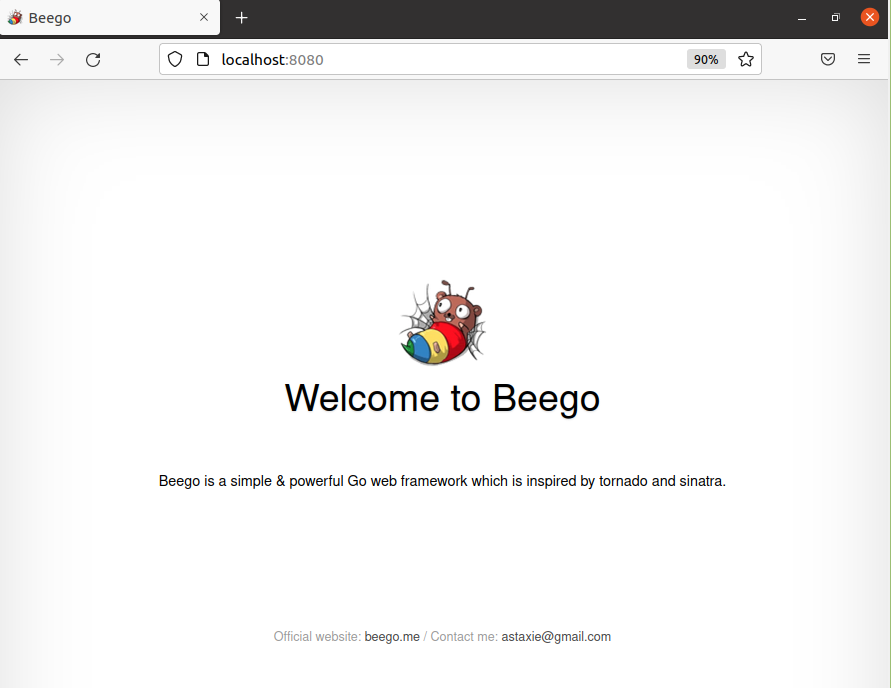 Beego
localhost:8080
90%
Welcome to Beego
Beego is a simple & powerful Go web framework which is inspired by tornado and sinatra.
Official website: beego.me / Contact me: astaxie@gmail.com